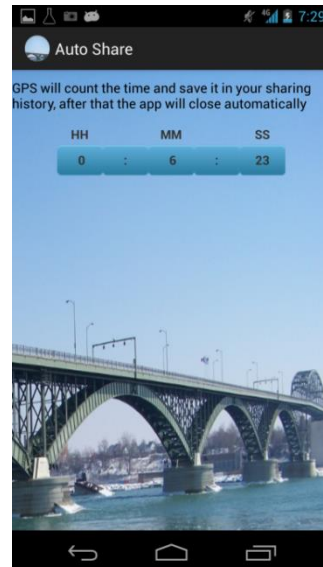 4G 7:29
Auto Share
GPS will count the time and save it in your sharing
history, after that the app will close automatically
HH MM SS
0 : 6 : 23